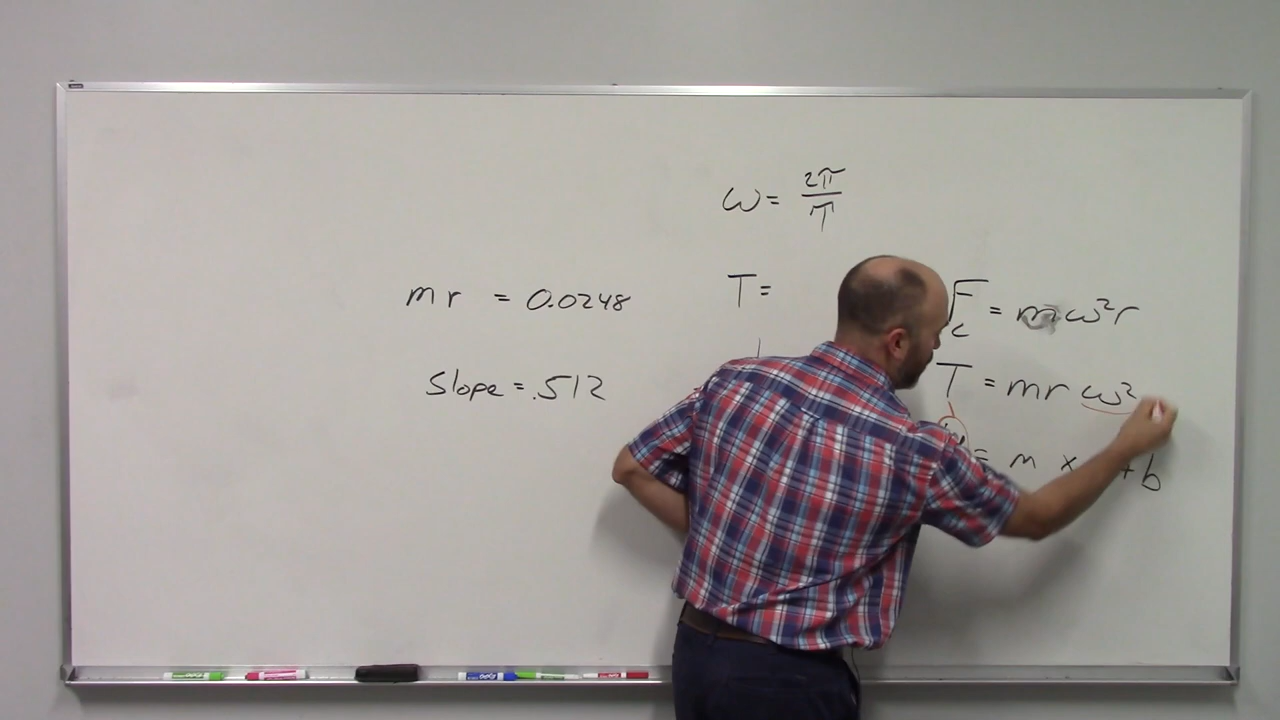 ω = 2π/T
mr = 0.0248
T =
F_c = mω²r
slope = .512
T = mr ω²
= m x + b